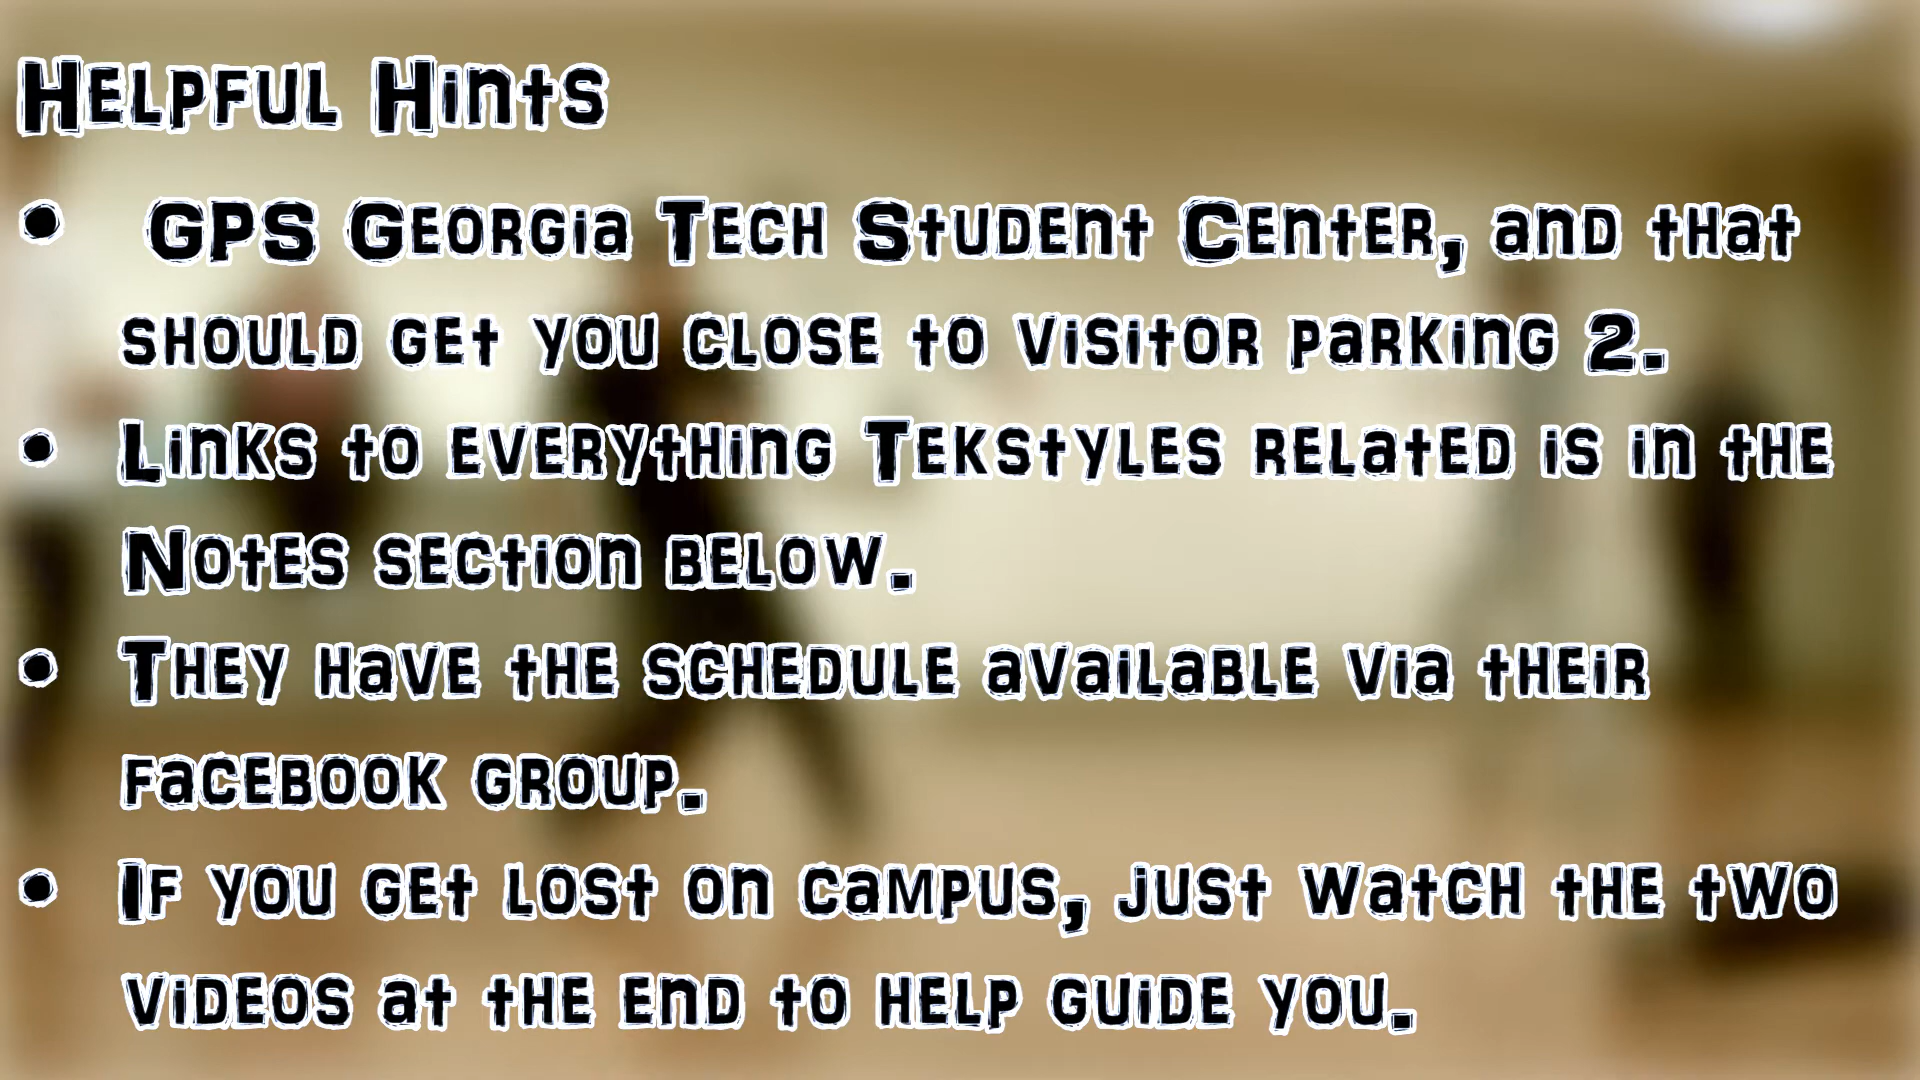 Helpful Hints
• GPS Georgia Tech Student Center, and that
should get you close to visitor parking 2.
• Links to everything Tekstyles related is in the
Notes section below.
• They have the schedule available via their
facebook group.
• If you get lost on campus, just watch the two
videos at the end to help guide you.